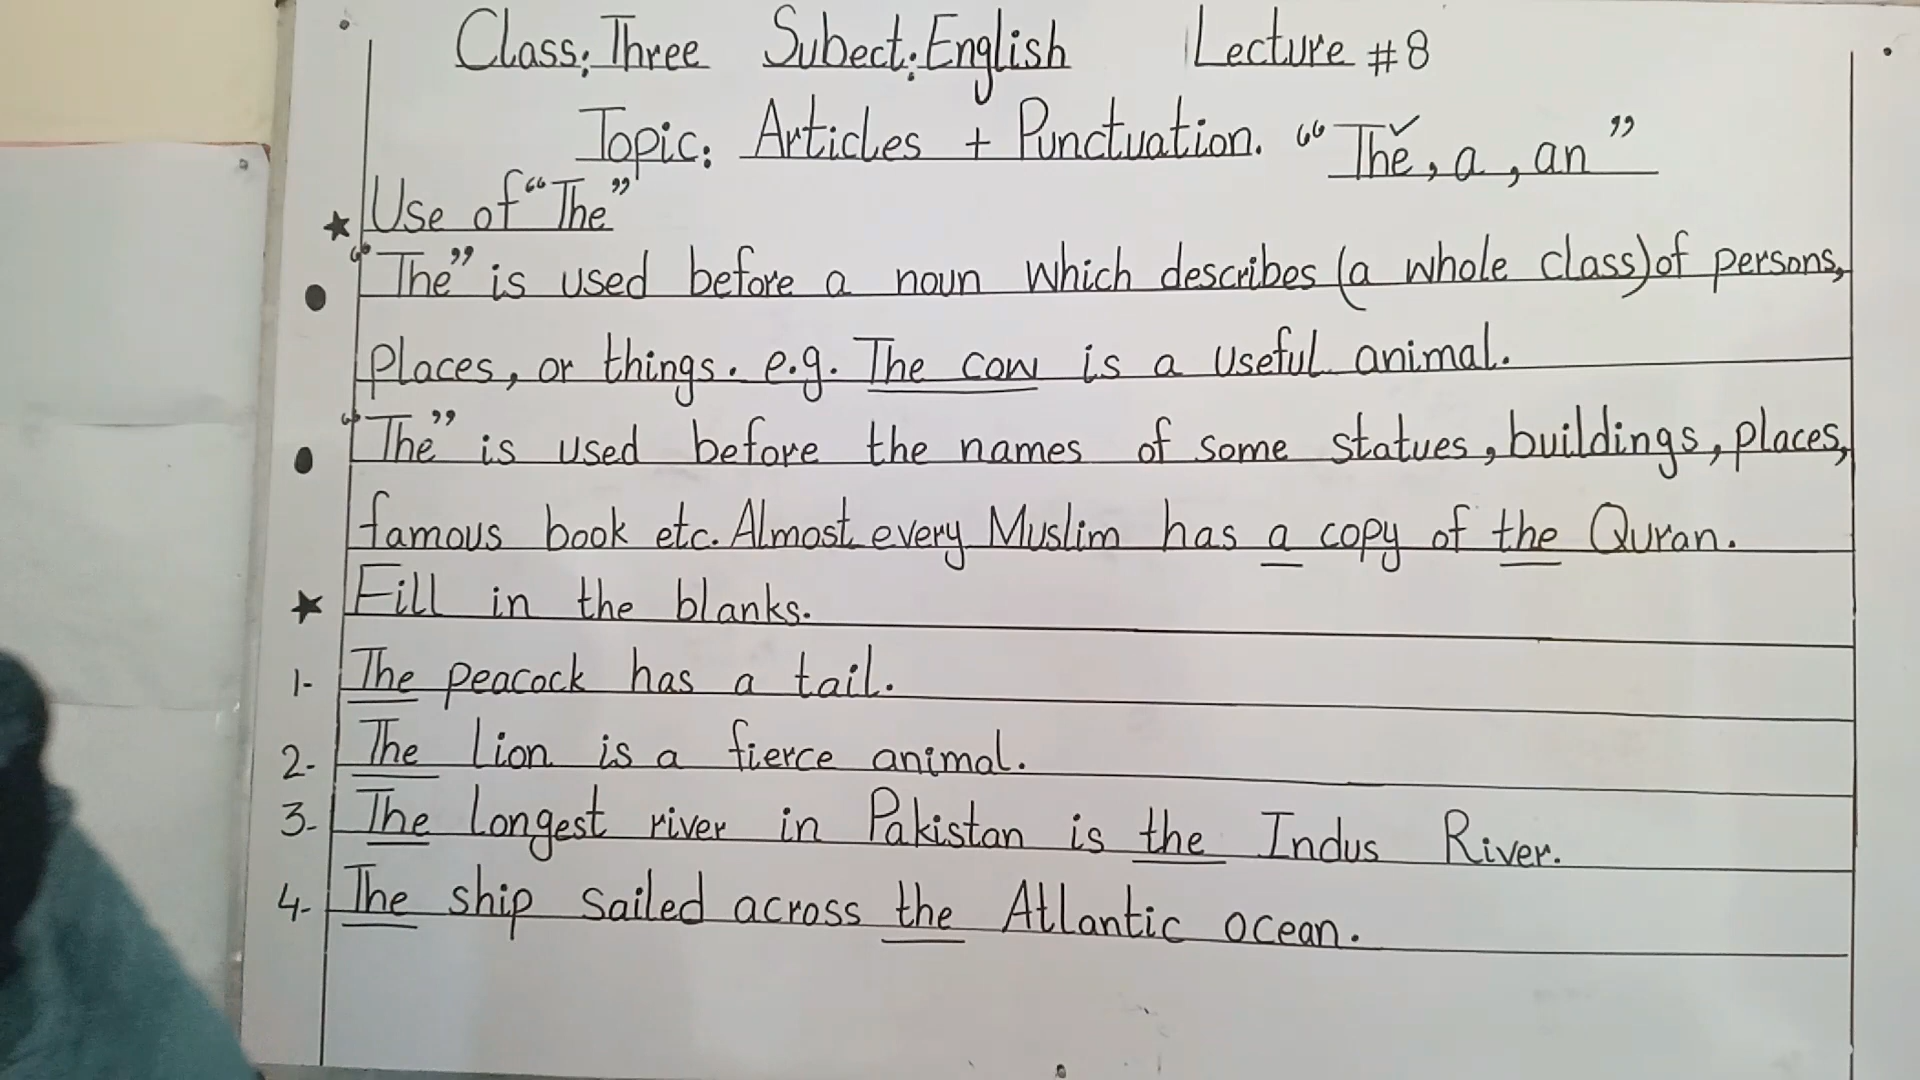 Class: Three Subect: English Lecture #8
Topic: Articles + Punctuation. "The, a, an"
★ Use of "The"
● "The" is used before a noun which describes (a whole class) of persons,
places, or things. e.g. The cow is a useful animal.
● "The" is used before the names of some statues, buildings, places,
famous book etc. Almost every Muslim has a copy of the Quran.
★ Fill in the blanks.
1- The peacock has a tail.
2- The Lion is a fierce animal.
3- The Longest river in Pakistan is the Indus River.
4- The ship sailed across the Atlantic ocean.